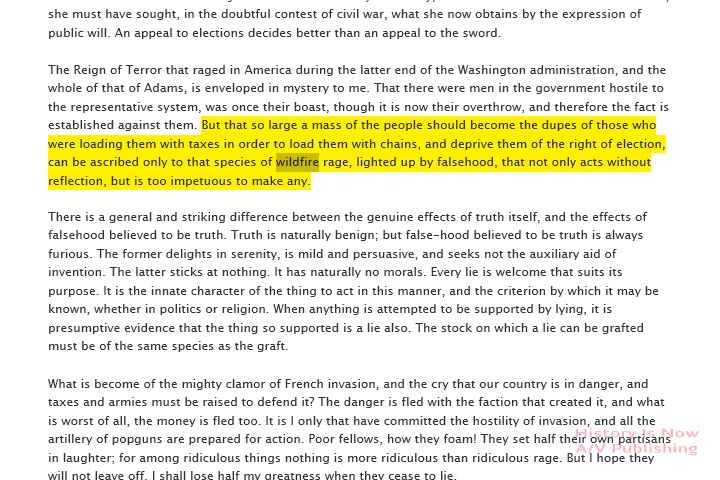 she must have sought, in the doubtful contest of civil war, what she now obtains by the expression of
public will. An appeal to elections decides better than an appeal to the sword.
The Reign of Terror that raged in America during the latter end of the Washington administration, and the
whole of that of Adams, is enveloped in mystery to me. That there were men in the government hostile to
the representative system, was once their boast, though it is now their overthrow, and therefore the fact is
established against them. But that so large a mass of the people should become the dupes of those who
were loading them with taxes in order to load them with chains, and deprive them of the right of election,
can be ascribed only to that species of wildfire rage, lighted up by falsehood, that not only acts without
reflection, but is too impetuous to make any.
There is a general and striking difference between the genuine effects of truth itself, and the effects of
falsehood believed to be truth. Truth is naturally benign; but false-hood believed to be truth is always
furious. The former delights in serenity, is mild and persuasive, and seeks not the auxiliary aid of
invention. The latter sticks at nothing. It has naturally no morals. Every lie is welcome that suits its
purpose. It is the innate character of the thing to act in this manner, and the criterion by which it may be
known, whether in politics or religion. When anything is attempted to be supported by lying, it is
presumptive evidence that the thing so supported is a lie also. The stock on which a lie can be grafted
must be of the same species as the graft.
What is become of the mighty clamor of French invasion, and the cry that our country is in danger, and
taxes and armies must be raised to defend it? The danger is fled with the faction that created it, and what
is worst of all, the money is fled too. It is I only that have committed the hostility of invasion, and all the
artillery of popguns are prepared for action. Poor fellows, how they foam! They set half their own partisans
in laughter; for among ridiculous things nothing is more ridiculous than ridiculous rage. But I hope they
will not leave off. I shall lose half my greatness when they cease to lie.
History Is Now
A/V Publishing